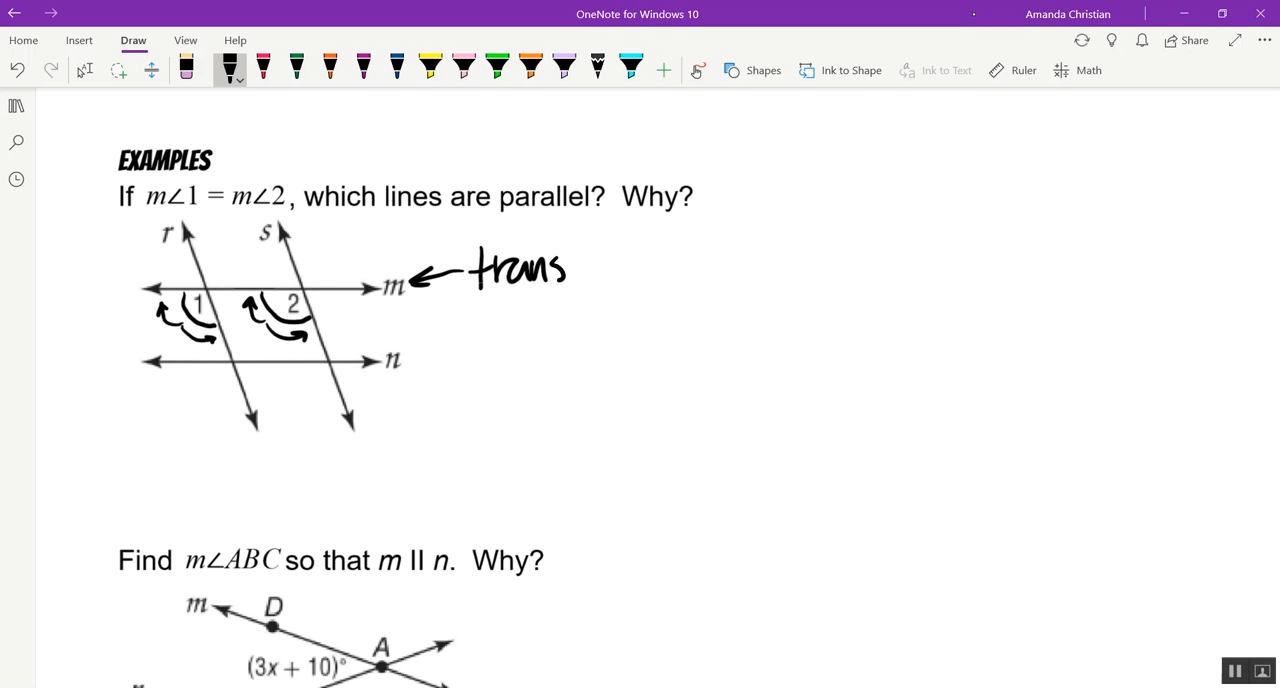 OneNote for Windows 10
Amanda Christian
Home Insert Draw View Help
Share
Shapes Ink to Shape Ink to Text Ruler Math
EXAMPLES
If m∠1 = m∠2, which lines are parallel? Why?
r s
m ← trans
1 2
n
Find m∠ABC so that m || n. Why?
m D
A
(3x + 10)°